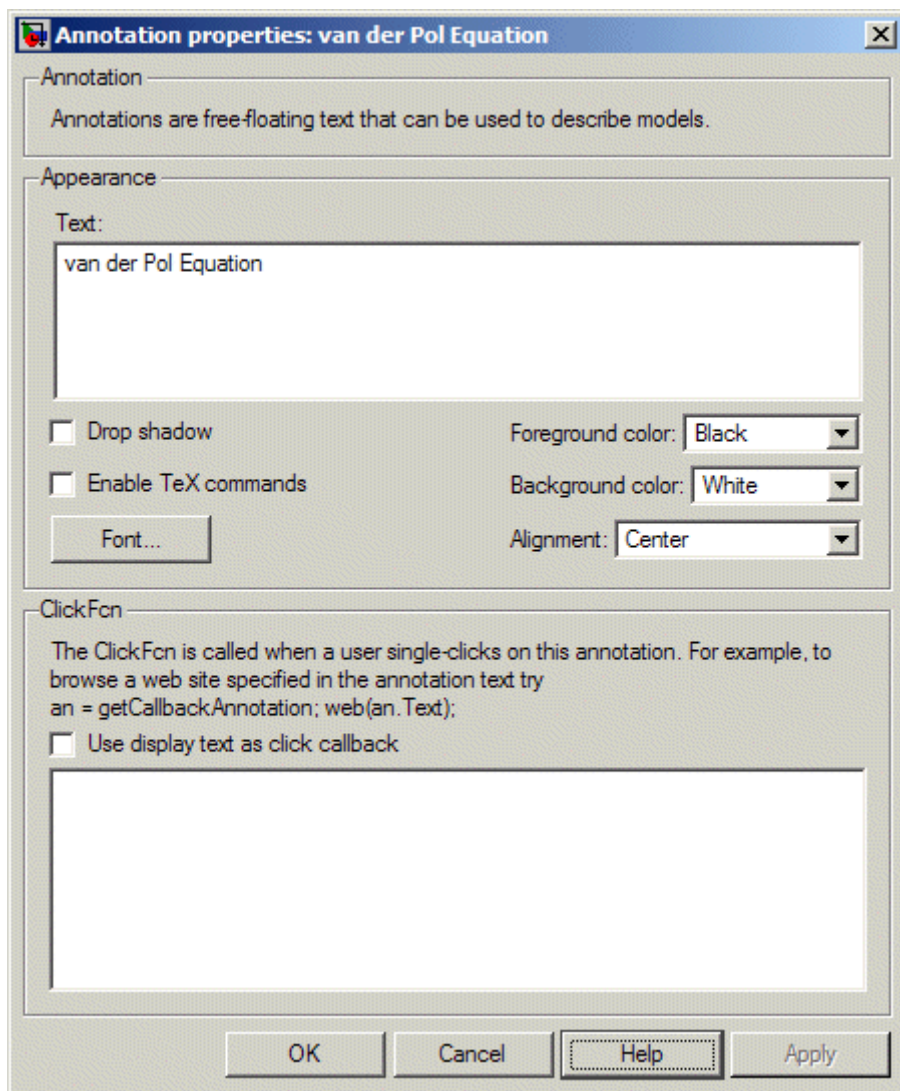 Annotation properties: van der Pol Equation
Annotation
Annotations are free-floating text that can be used to describe models.
Appearance
Text:
van der Pol Equation
Drop shadow
Foreground color: Black
Enable TeX commands
Background color: White
Font...
Alignment: Center
ClickFcn
The ClickFcn is called when a user single-clicks on this annotation. For example, to
browse a web site specified in the annotation text try
an = getCallbackAnnotation; web(an.Text);
Use display text as click callback
OK Cancel Help Apply